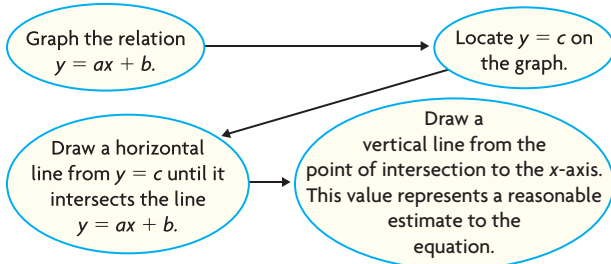 Graph the relation
y = ax + b.
Locate y = c on
the graph.
Draw a horizontal
line from y = c until it
intersects the line
y = ax + b.
Draw a
vertical line from the
point of intersection to the x-axis.
This value represents a reasonable
estimate to the
equation.